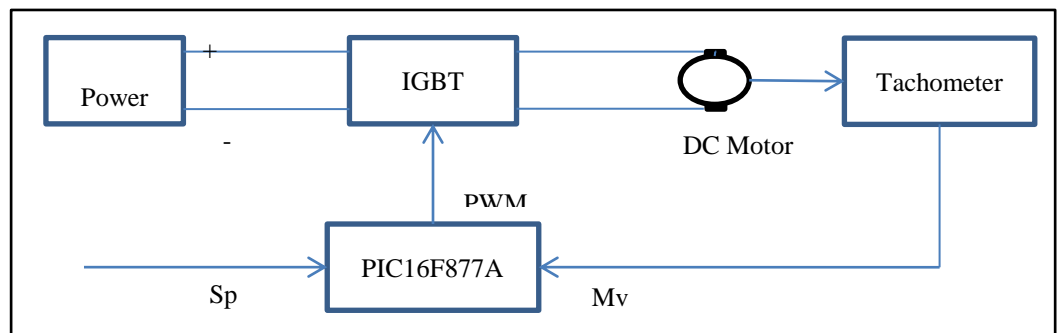 +
Power
IGBT
Tachometer
-
DC Motor
PWM
PIC16F877A
Sp
Mv